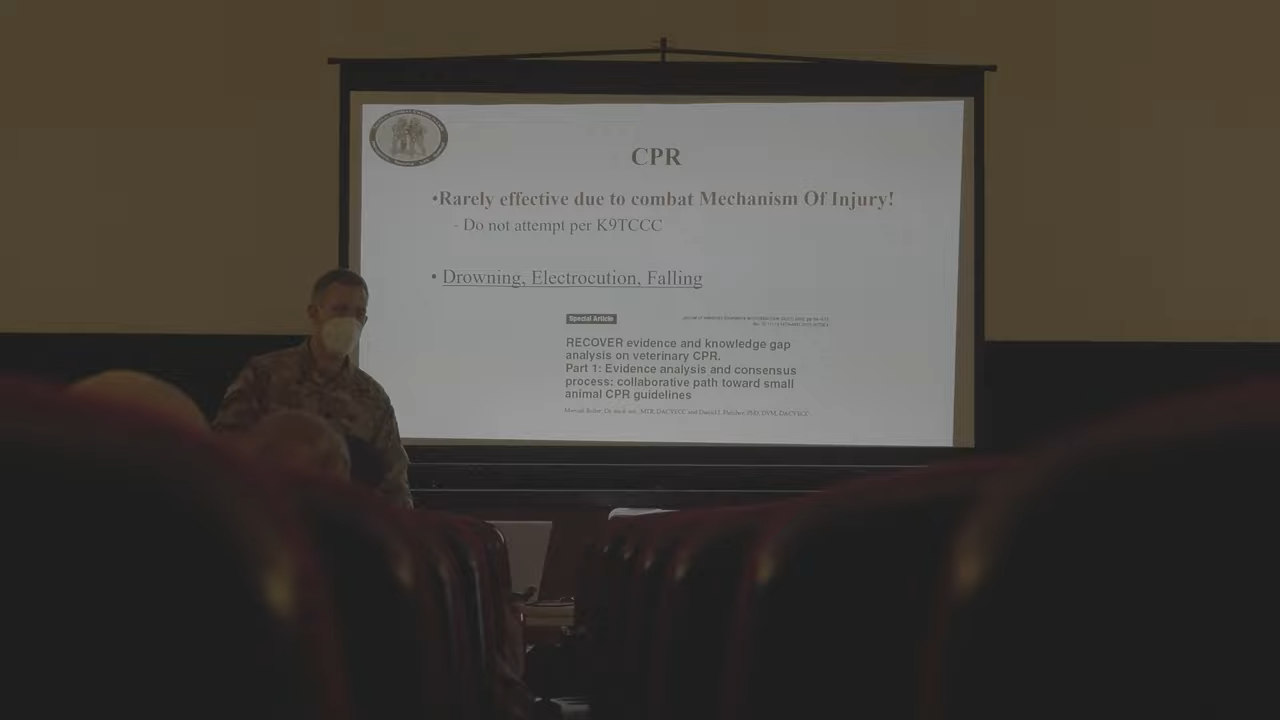 CPR
•Rarely effective due to combat Mechanism Of Injury!
- Do not attempt per K9TCCC
• Drowning, Electrocution, Falling
Special Article
RECOVER evidence and knowledge gap
analysis on veterinary CPR.
Part 1: Evidence analysis and consensus
process: collaborative path toward small
animal CPR guidelines